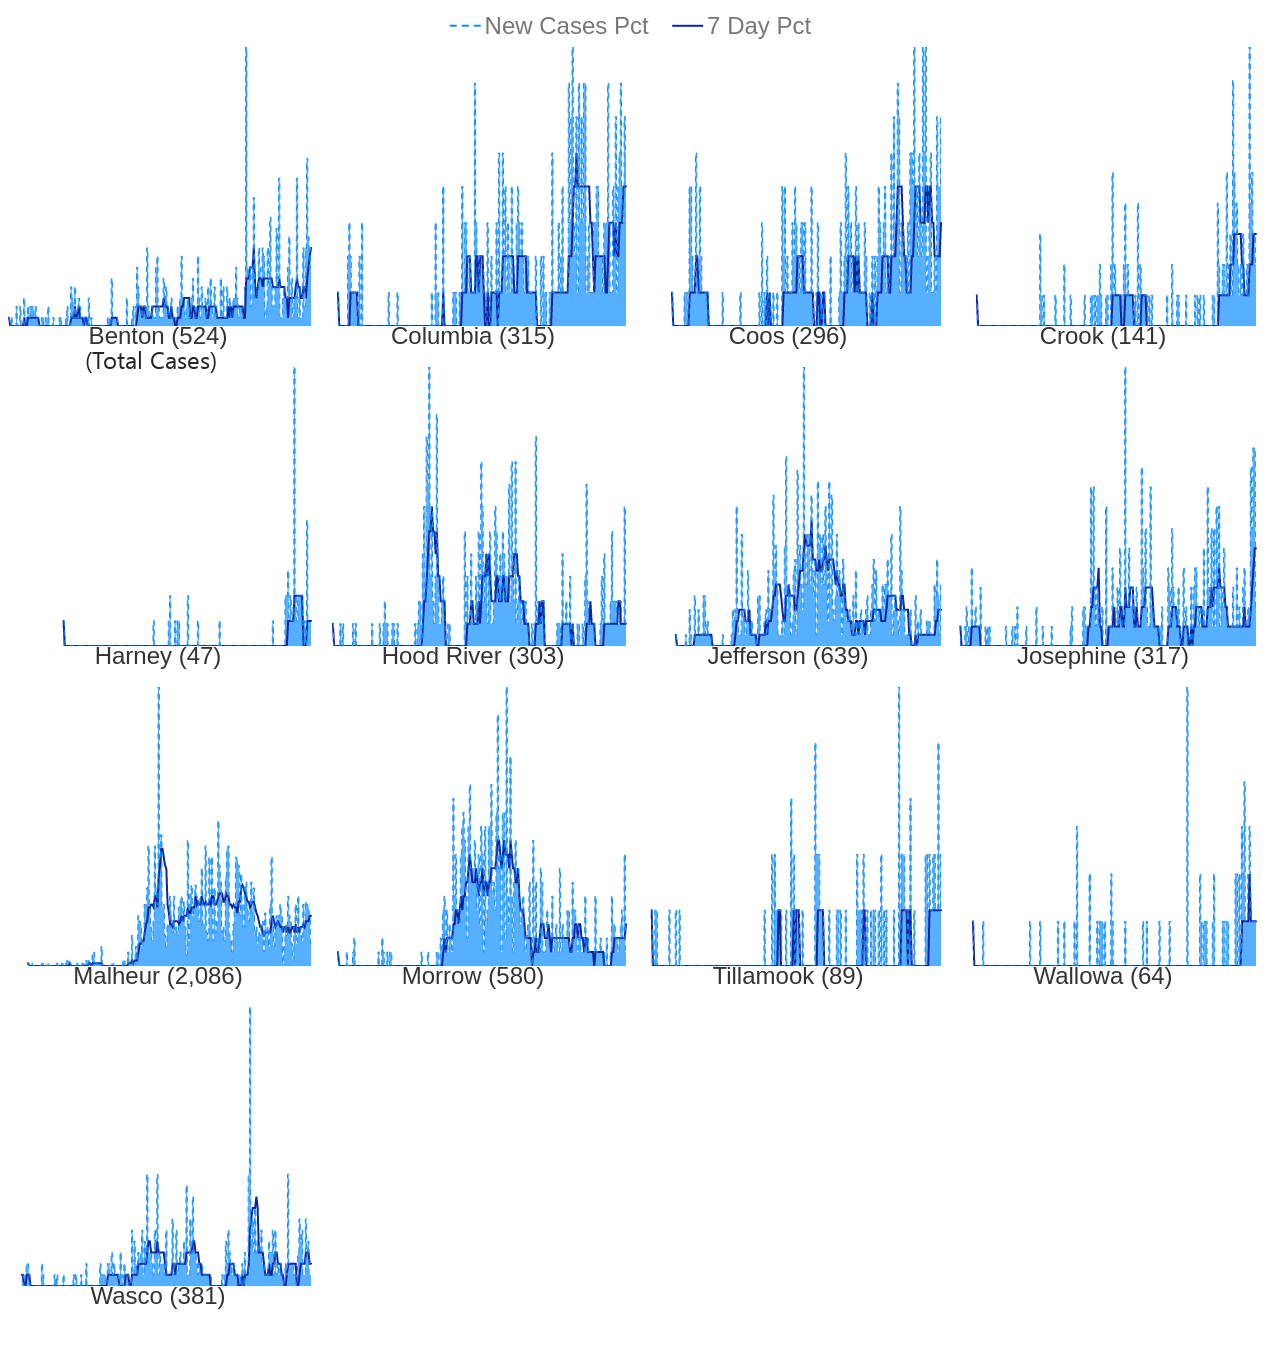 New Cases Pct 7 Day Pct
Benton (524) Columbia (315) Coos (296) Crook (141)
(Total Cases)
Harney (47) Hood River (303) Jefferson (639) Josephine (317)
Malheur (2,086) Morrow (580) Tillamook (89) Wallowa (64)
Wasco (381)